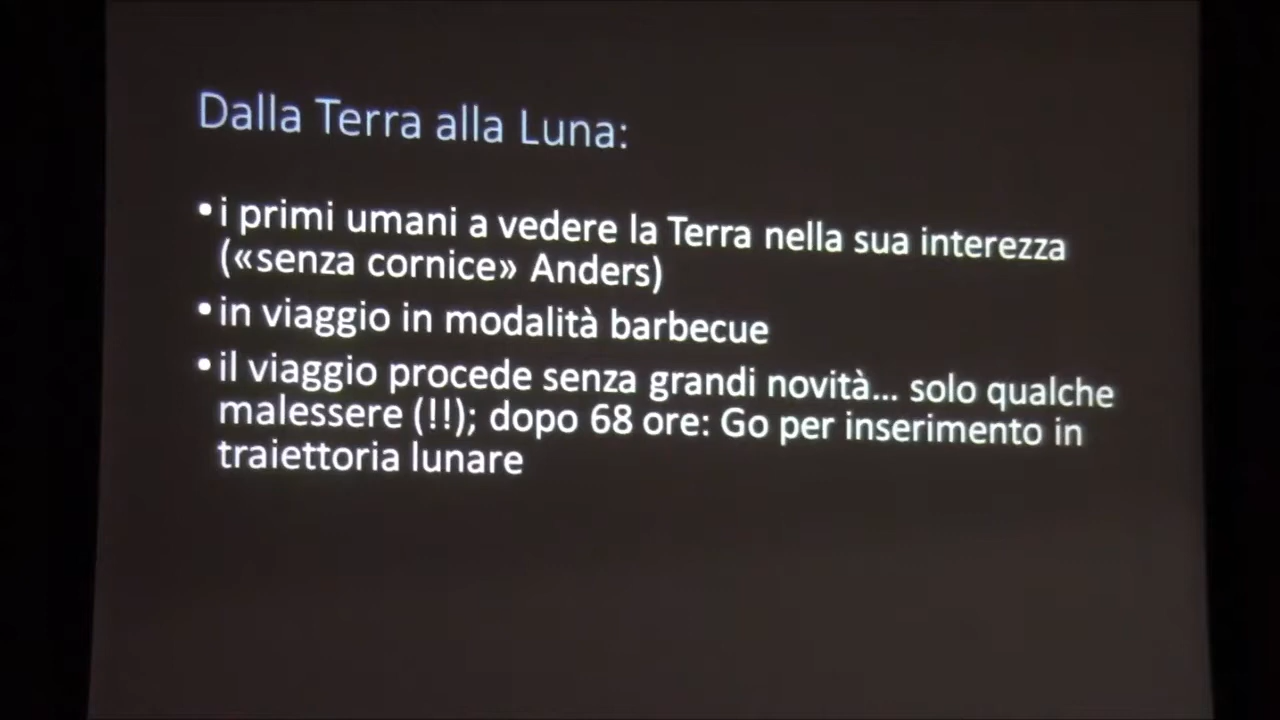 Dalla Terra alla Luna:
•i primi umani a vedere la Terra nella sua interezza
(«senza cornice» Anders)
•in viaggio in modalità barbecue
•il viaggio procede senza grandi novità... solo qualche
malessere (!!); dopo 68 ore: Go per inserimento in
traiettoria lunare